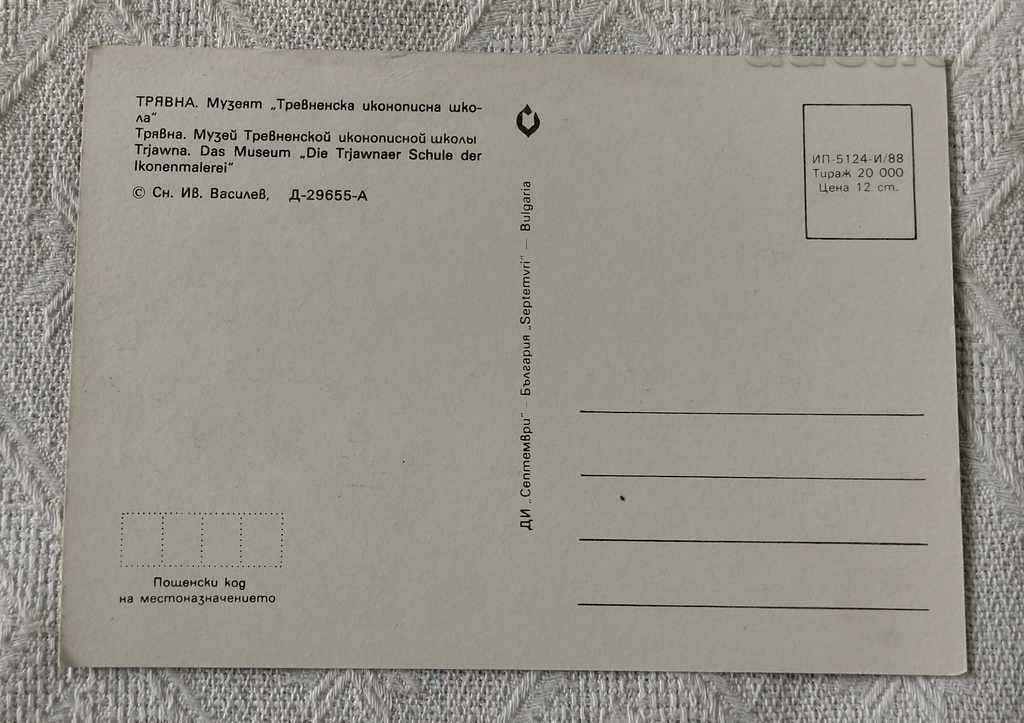 ТРЯВНА. Музеят „Тревненска иконописна шко-
ла“
Трявна. Музей Тревненской иконописной школы
Trjawna. Das Museum „Die Trjawnaer Schule der
Ikonenmalerei“
© Сн. Ив. Василев, Д-29655-А
ДИ „Септември“ — България „Septemvri“ — Bulgaria
ИП-5124-И/88
Тираж 20 000
Цена 12 ст.
Пощенски код
на местоназначението